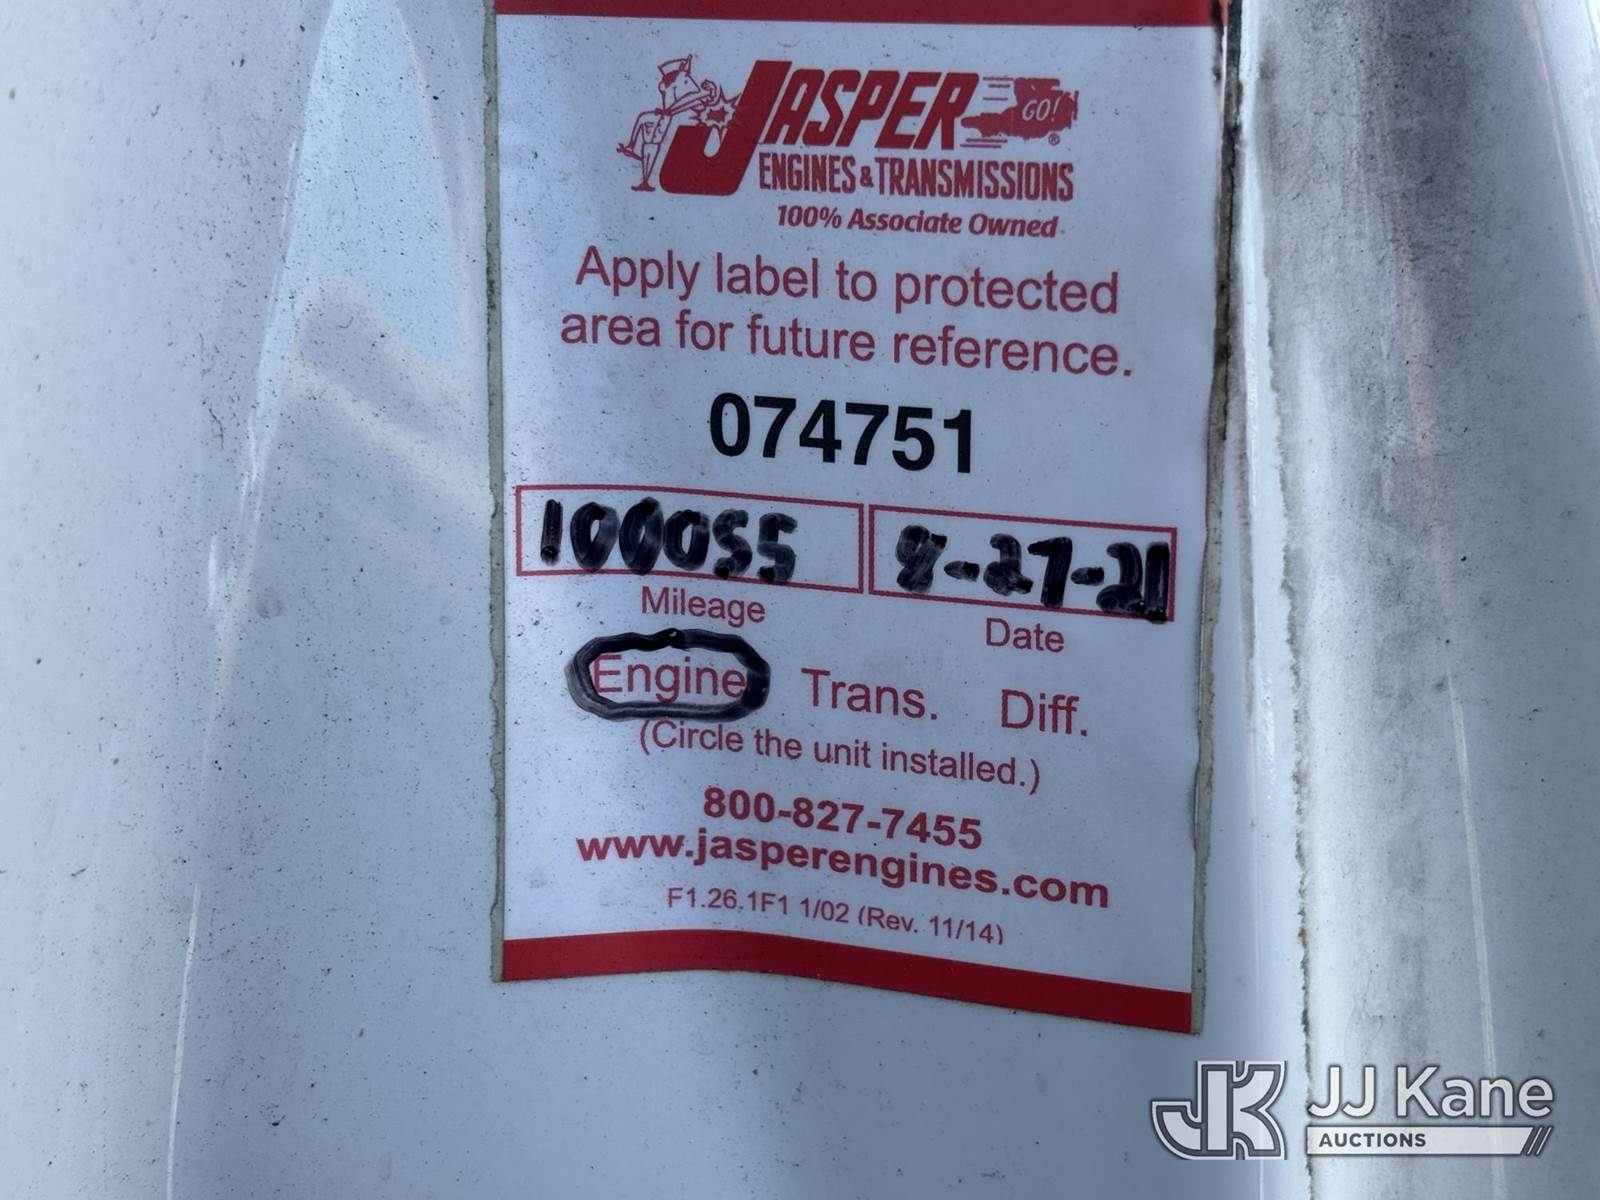 JASPER GO! ®
ENGINES & TRANSMISSIONS
100% Associate Owned
Apply label to protected
area for future reference.
074751
100055 8-27-21
Mileage Date
Engine Trans. Diff.
(Circle the unit installed.)
800-827-7455
www.jasperengines.com
F1.26.1F1 1/02 (Rev. 11/14)
JK JJ Kane
AUCTIONS